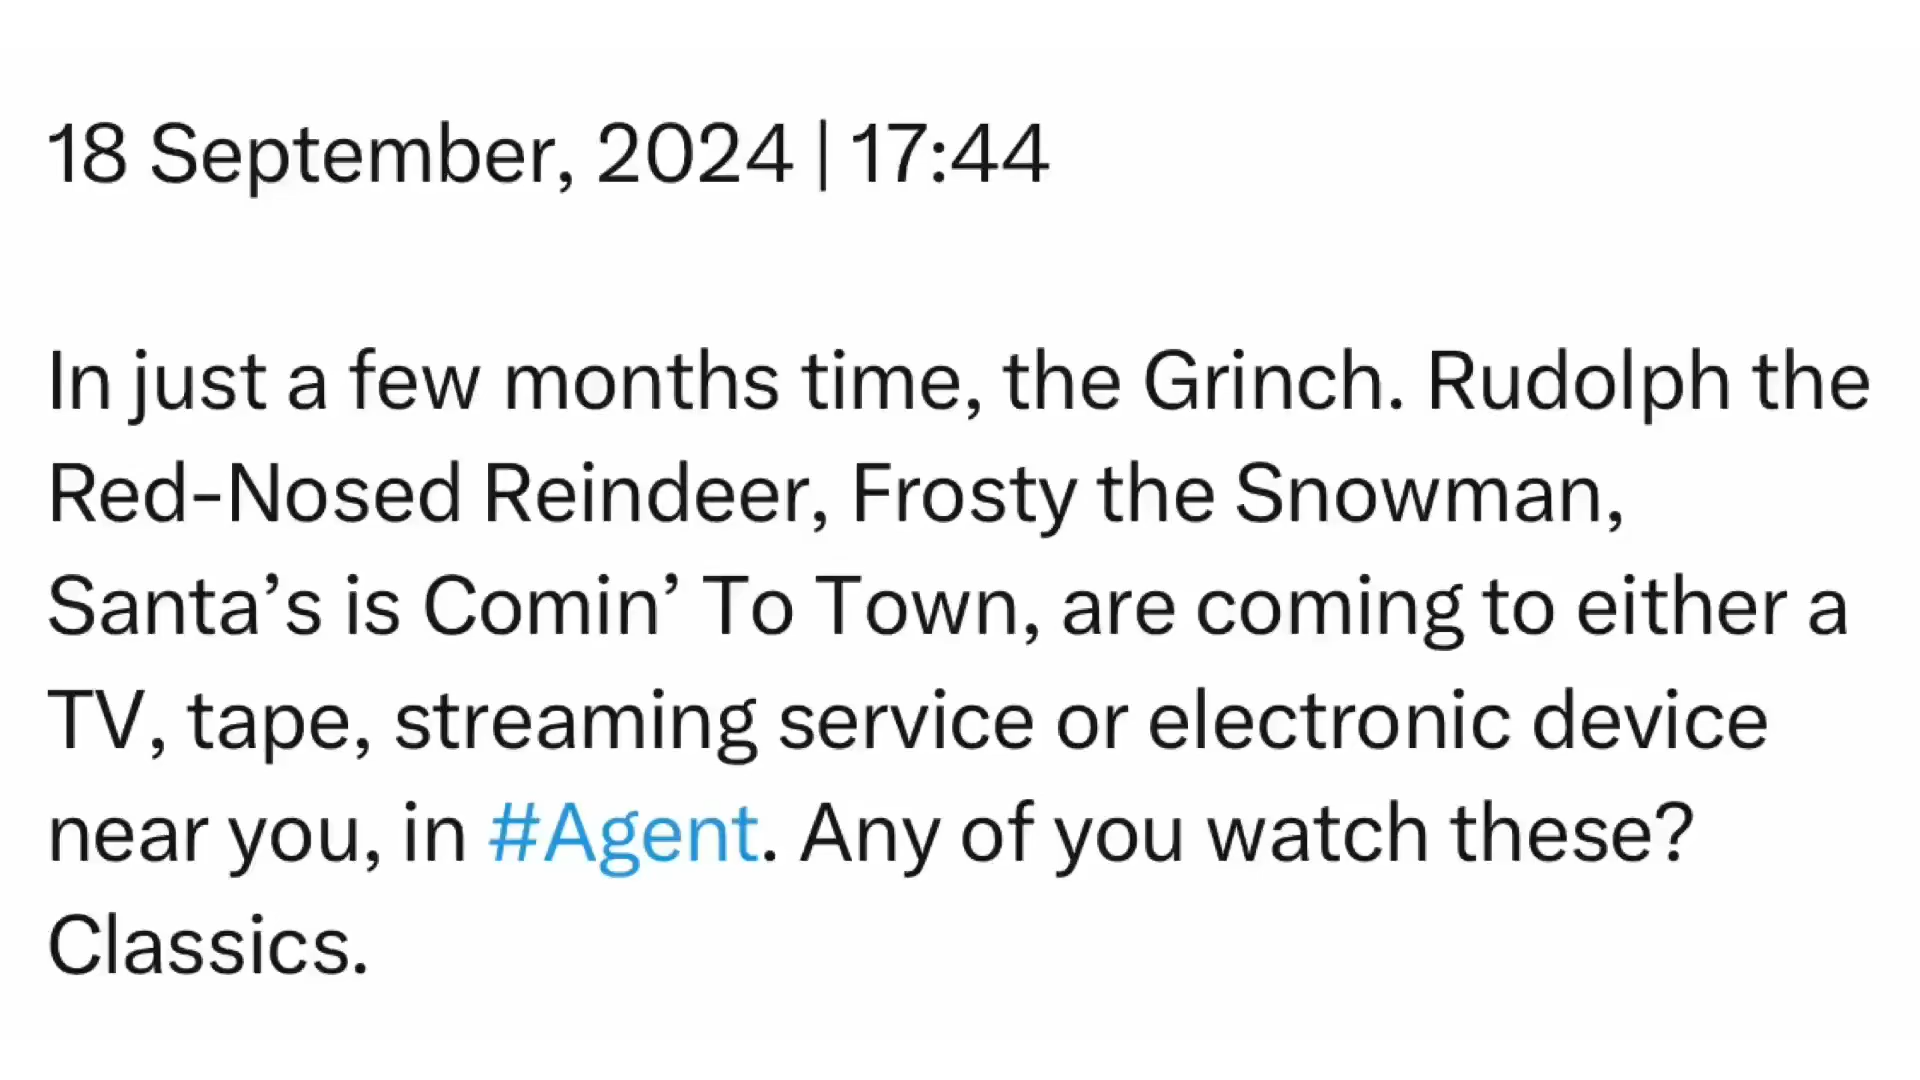 18 September, 2024 | 17:44
In just a few months time, the Grinch. Rudolph the
Red-Nosed Reindeer, Frosty the Snowman,
Santa’s is Comin’ To Town, are coming to either a
TV, tape, streaming service or electronic device
near you, in #Agent. Any of you watch these?
Classics.